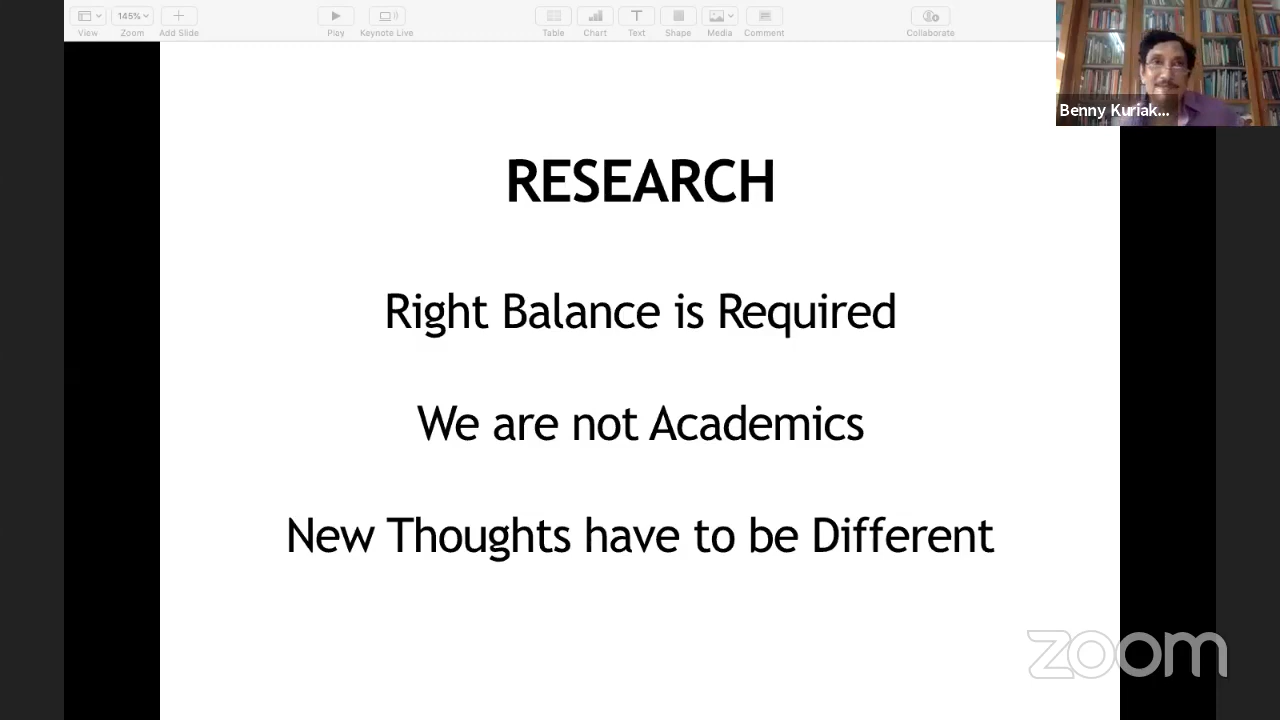 145%
View
Zoom
Add Slide
Play
Keynote Live
Table
Chart
Text
Shape
Media
Comment
Collaborate
Benny Kuriak...
RESEARCH
Right Balance is Required
We are not Academics
New Thoughts have to be Different
zoom